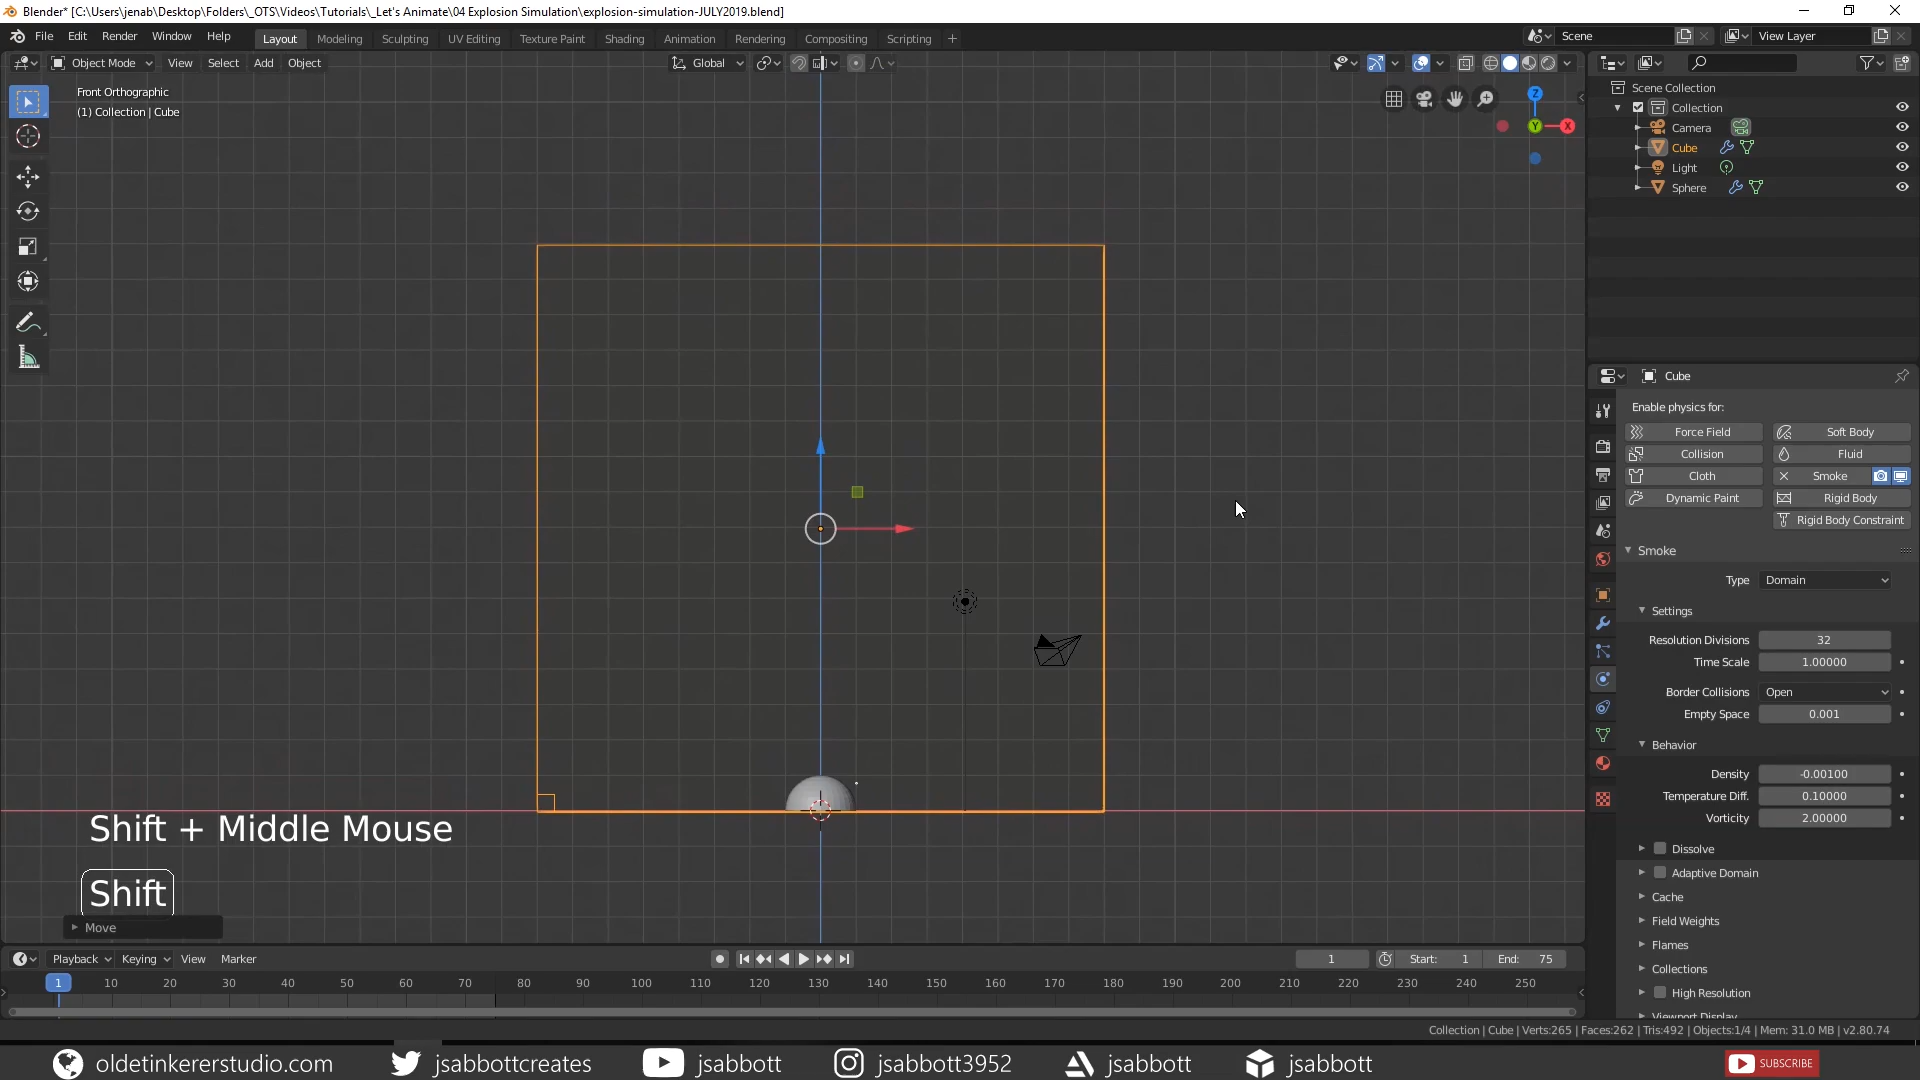 Blender* [C:\Users\jenab\Desktop\Folders\_OTS\Videos\Tutorials\_Let's Animate\04 Explosion Simulation\explosion-simulation-JULY2019.blend]
File Edit Render Window Help Layout Modeling Sculpting UV Editing Texture Paint Shading Animation Rendering Compositing Scripting + Scene View Layer
Object Mode View Select Add Object Global
Front Orthographic
(1) Collection | Cube
Z
Y X
Scene Collection
Collection
Camera
Cube
Light
Sphere
Cube
Enable physics for:
Force Field Soft Body
Collision Fluid
Cloth Smoke
Dynamic Paint Rigid Body
Rigid Body Constraint
Smoke
Type Domain
Settings
Resolution Divisions 32
Time Scale 1.00000
Border Collisions Open
Empty Space 0.001
Behavior
Density -0.00100
Temperature Diff. 0.10000
Vorticity 2.00000
Dissolve
Adaptive Domain
Cache
Field Weights
Flames
Collections
High Resolution
Viewport Display
Shift + Middle Mouse
Shift
Move
Playback Keying View Marker 1 Start: 1 End: 75
1 10 20 30 40 50 60 70 80 90 100 110 120 130 140 150 160 170 180 190 200 210 220 230 240 250
Collection | Cube | Verts:265 | Faces:262 | Tris:492 | Objects:1/4 | Mem: 31.0 MB | v2.80.74
oldetinkererstudio.com jsabbottcreates jsabbott jsabbott3952 jsabbott jsabbott SUBSCRIBE